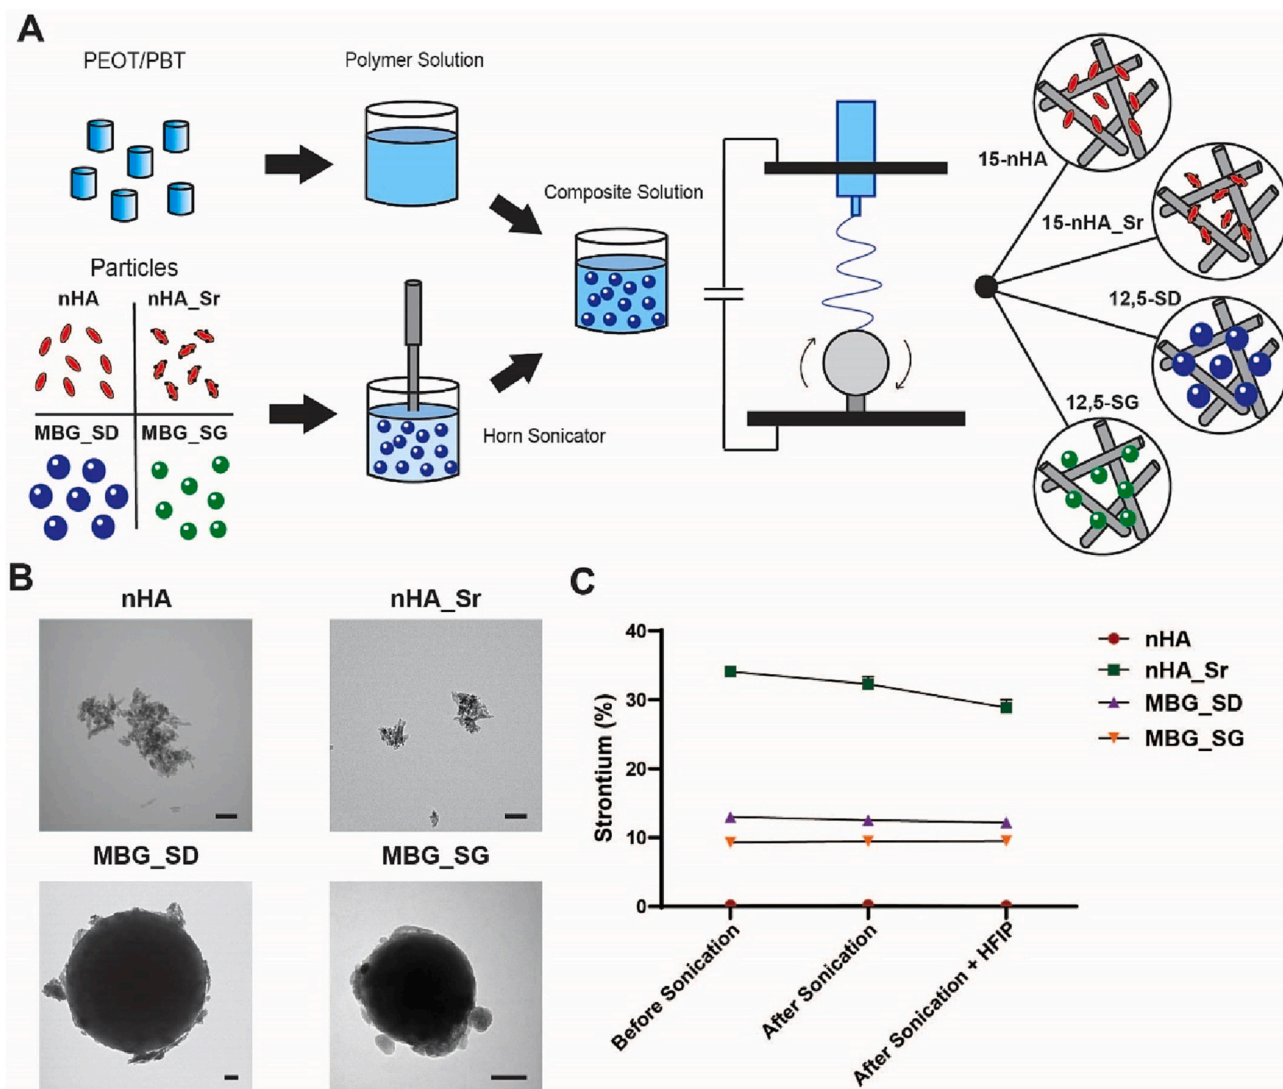 A
PEOT/PBT
Polymer Solution
Composite Solution
Particles
nHA
nHA_Sr
MBG_SD
MBG_SG
Horn Sonicator
15-nHA
15-nHA_Sr
12,5-SD
12,5-SG
B
nHA
nHA_Sr
MBG_SD
MBG_SG
C
40
30
20
10
0
Strontium (%)
Before Sonication
After Sonication
After Sonication + HFIP
nHA
nHA_Sr
MBG_SD
MBG_SG